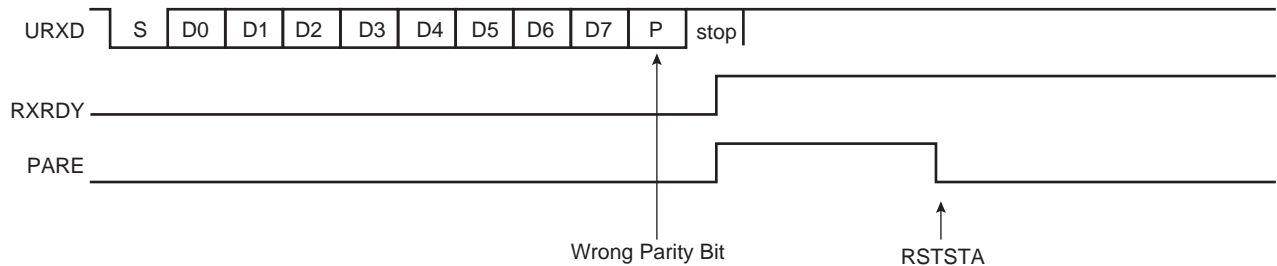 URXD S D0 D1 D2 D3 D4 D5 D6 D7 P stop
RXRDY
PARE
Wrong Parity Bit RSTSTA